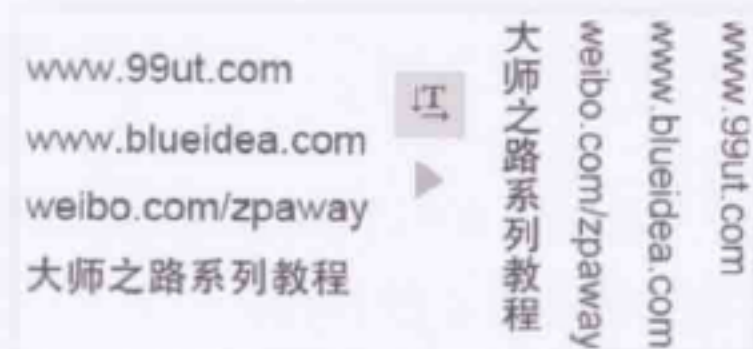 www.99ut.com
www.blueidea.com
weibo.com/zpaway
大师之路系列教程
T
www.99ut.com
www.blueidea.com
weibo.com/zpaway
大师之路系列教程